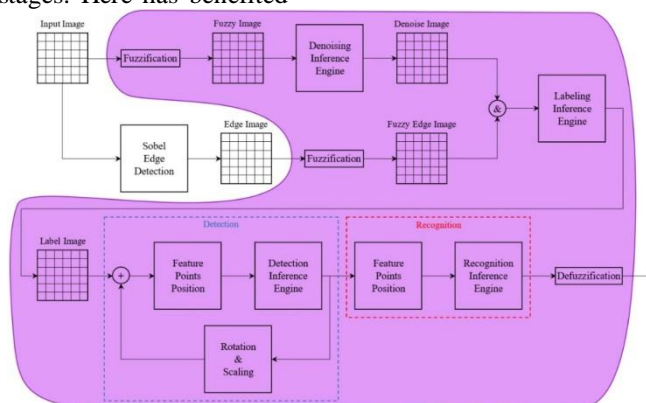 stages. Here has benefited
Input Image
Fuzzification
Fuzzy Image
Denoising
Inference
Engine
Denoise Image
&
Labeling
Inference
Engine
Sobel
Edge
Detection
Edge Image
Fuzzification
Fuzzy Edge Image
Label Image
Detection
+
Feature
Points
Position
Detection
Inference
Engine
Rotation
&
Scaling
Recognition
Feature
Points
Position
Recognition
Inference
Engine
Defuzzification